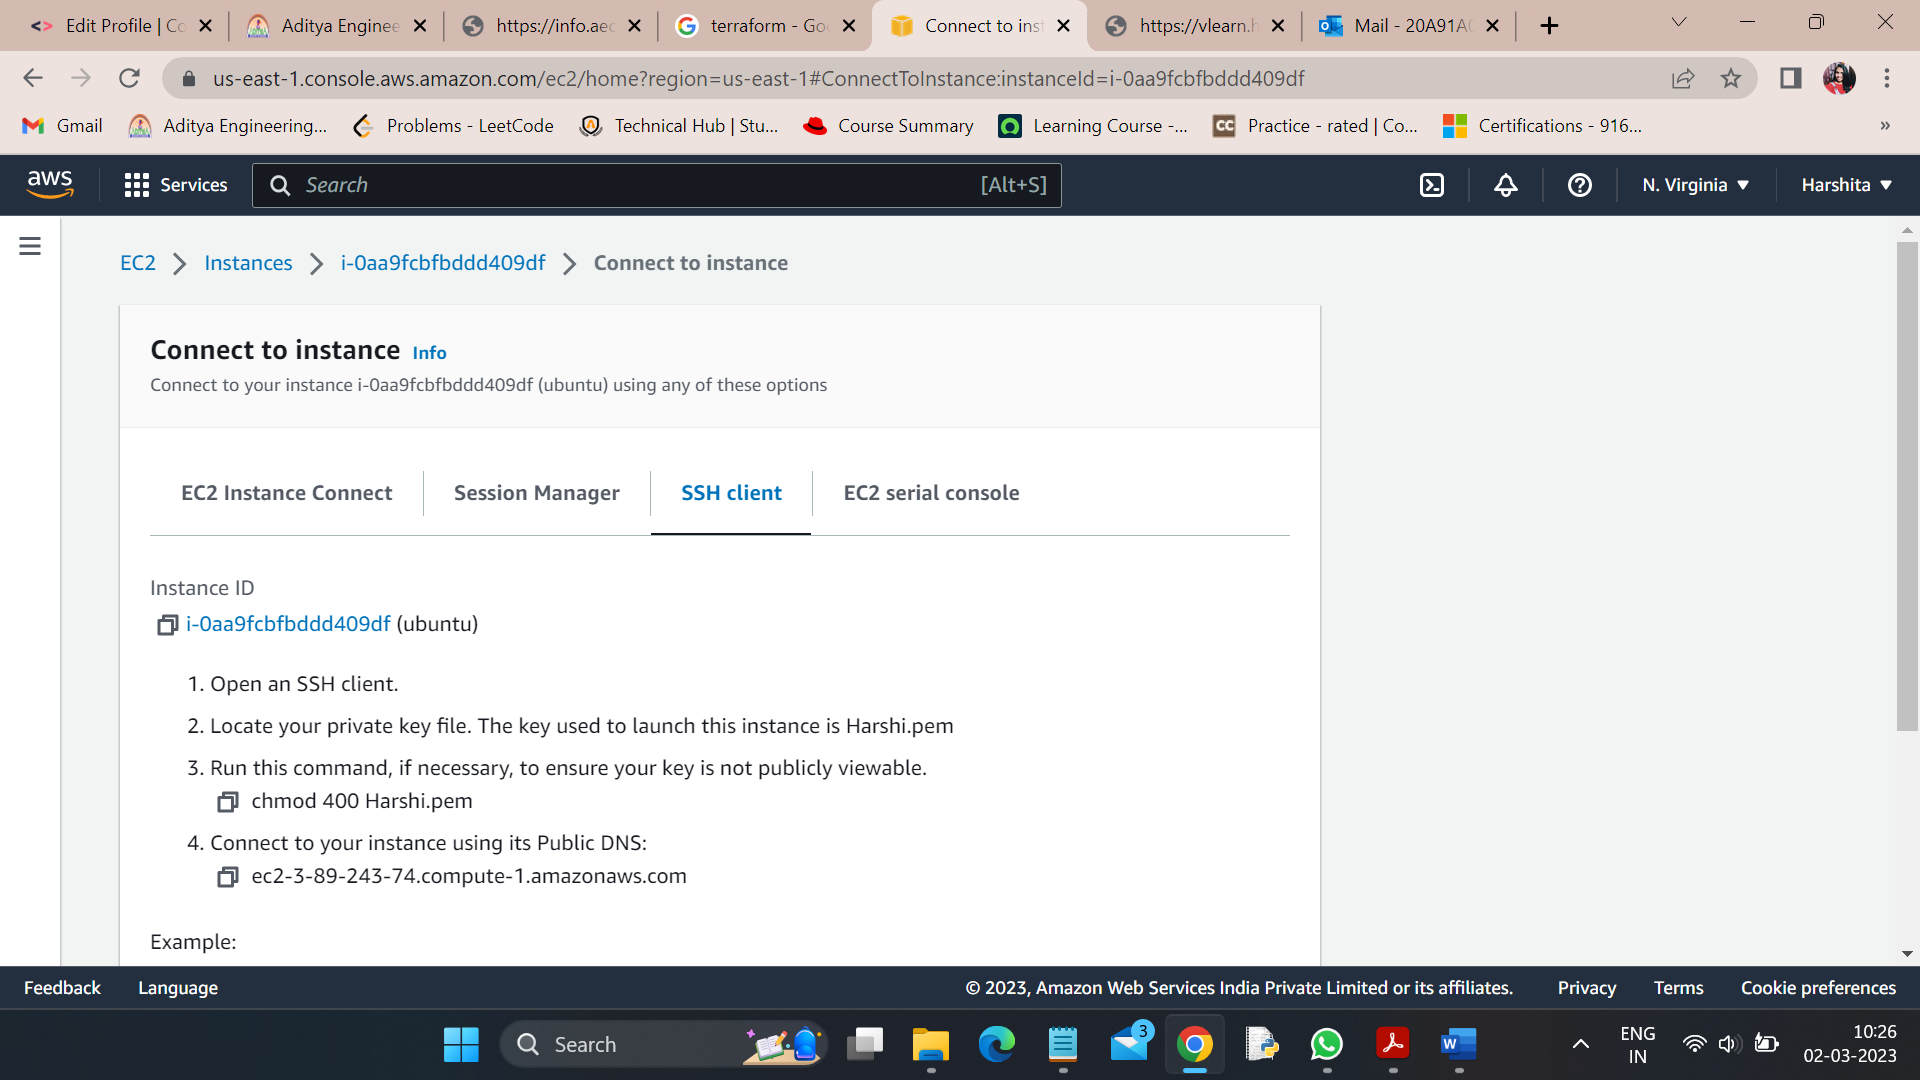 <> Edit Profile | Co
Aditya Enginee
https://info.aec
terraform - Goo
Connect to inst
https://vlearn.h
Mail - 20A91A0
us-east-1.console.aws.amazon.com/ec2/home?region=us-east-1#ConnectToInstance:instanceId=i-0aa9fcbfbddd409df
Gmail
Aditya Engineering...
Problems - LeetCode
Technical Hub | Stu...
Course Summary
Learning Course -...
CC Practice - rated | Co...
Certifications - 916...
»
aws
Services
Search
[Alt+S]
N. Virginia
Harshita
EC2 > Instances > i-0aa9fcbfbddd409df > Connect to instance
Connect to instance Info
Connect to your instance i-0aa9fcbfbddd409df (ubuntu) using any of these options
EC2 Instance Connect
Session Manager
SSH client
EC2 serial console
Instance ID
i-0aa9fcbfbddd409df (ubuntu)
1. Open an SSH client.
2. Locate your private key file. The key used to launch this instance is Harshi.pem
3. Run this command, if necessary, to ensure your key is not publicly viewable.
chmod 400 Harshi.pem
4. Connect to your instance using its Public DNS:
ec2-3-89-243-74.compute-1.amazonaws.com
Example:
Feedback
Language
© 2023, Amazon Web Services India Private Limited or its affiliates.
Privacy
Terms
Cookie preferences
Search
3
W
ENG
IN
10:26
02-03-2023